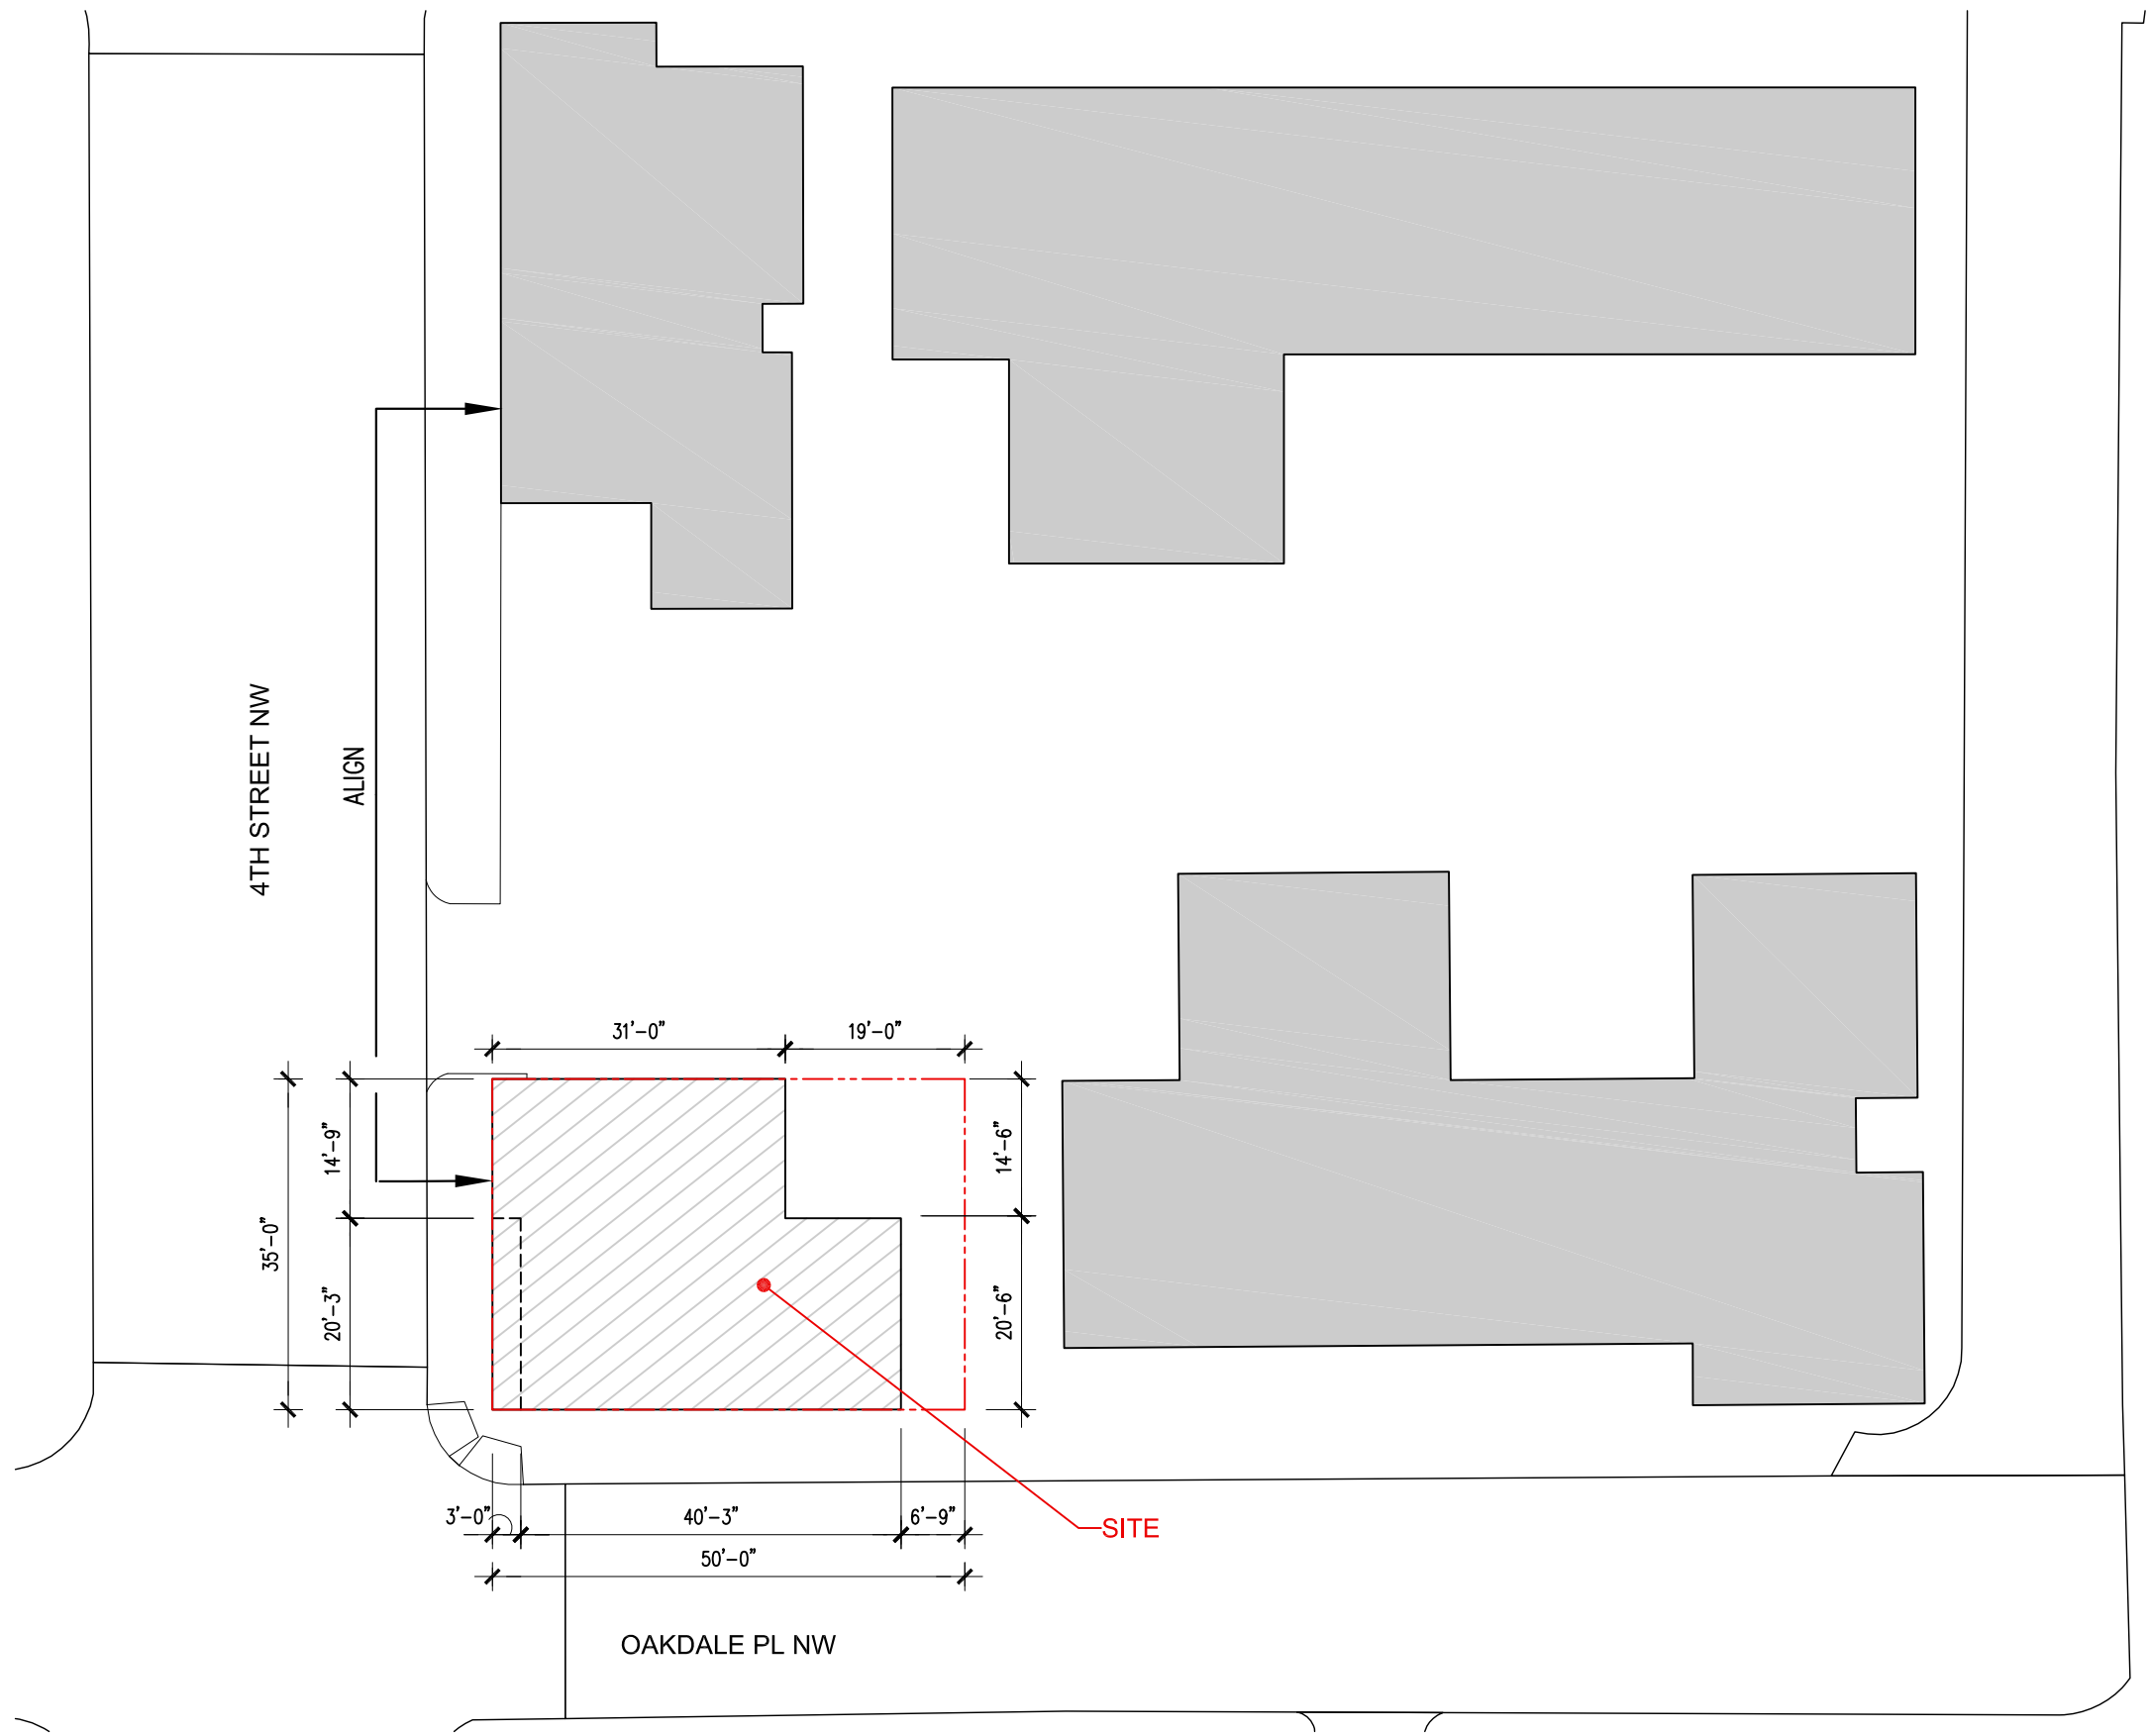 4TH STREET NW
ALIGN
31'-0"
19'-0"
14'-9"
14'-6"
35'-0"
20'-3"
20'-6"
3'-0"
40'-3"
6'-9"
SITE
50'-0"
OAKDALE PL NW